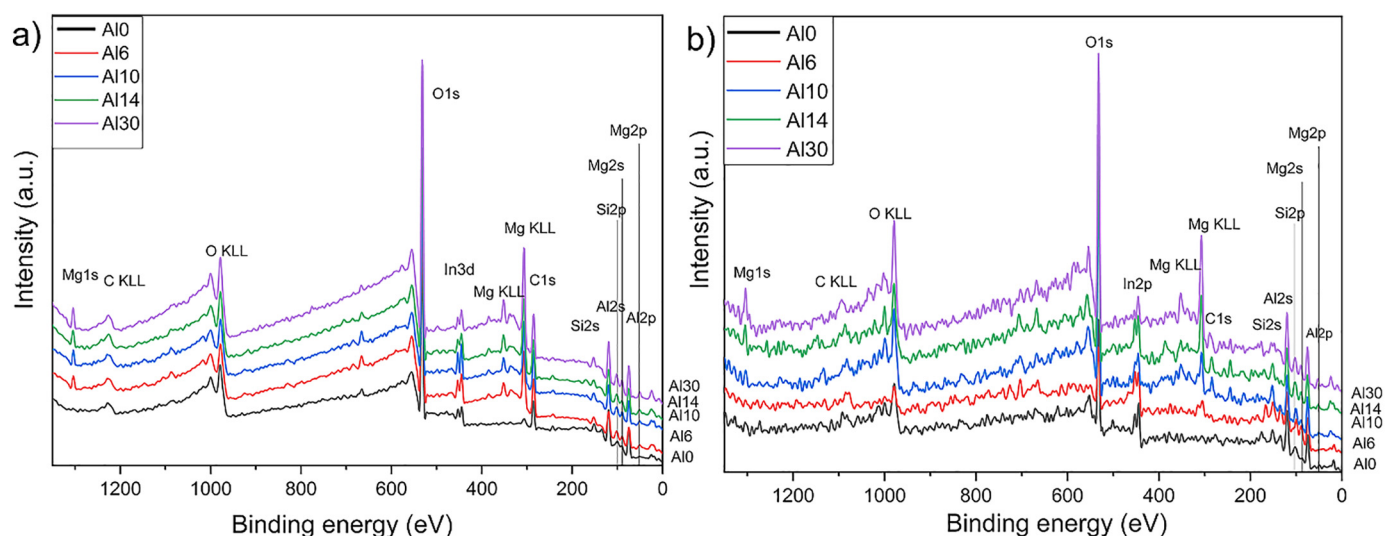 a)
Al0
Al6
Al10
Al14
Al30
Intensity (a.u.)
Mg1s
C KLL
O KLL
O1s
In3d
Mg KLL
Mg KLL
C1s
Si2s
Al2s
Si2p
Mg2s
Mg2p
Al2p
Al30
Al14
Al10
Al6
Al0
1200 1000 800 600 400 200 0
Binding energy (eV)
b)
Al0
Al6
Al10
Al14
Al30
Intensity (a.u.)
Mg1s
C KLL
O KLL
O1s
In2p
Mg KLL
Mg KLL
C1s
Si2s
Al2s
Si2p
Mg2s
Mg2p
Al2p
Al30
Al14
Al10
Al6
Al0
1200 1000 800 600 400 200 0
Binding energy (eV)